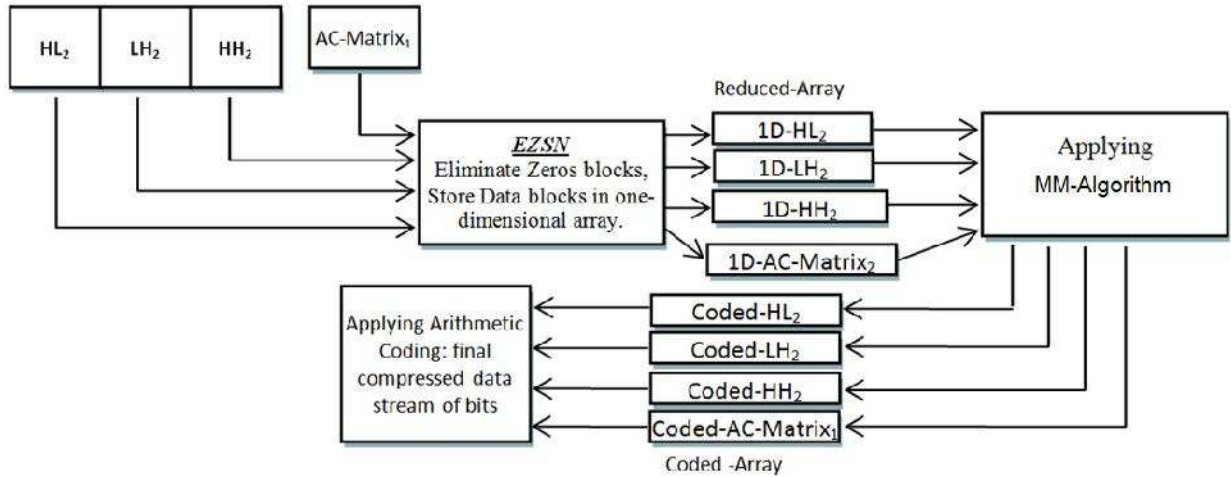 HL₂ LH₂ HH₂
AC-Matrix₁
EZSN
Eliminate Zeros blocks,
Store Data blocks in one-
dimensional array.
Reduced-Array
1D-HL₂
1D-LH₂
1D-HH₂
1D-AC-Matrix₂
Applying
MM-Algorithm
Coded-HL₂
Coded-LH₂
Coded-HH₂
Coded-AC-Matrix₁
Coded -Array
Applying Arithmetic
Coding: final
compressed data
stream of bits